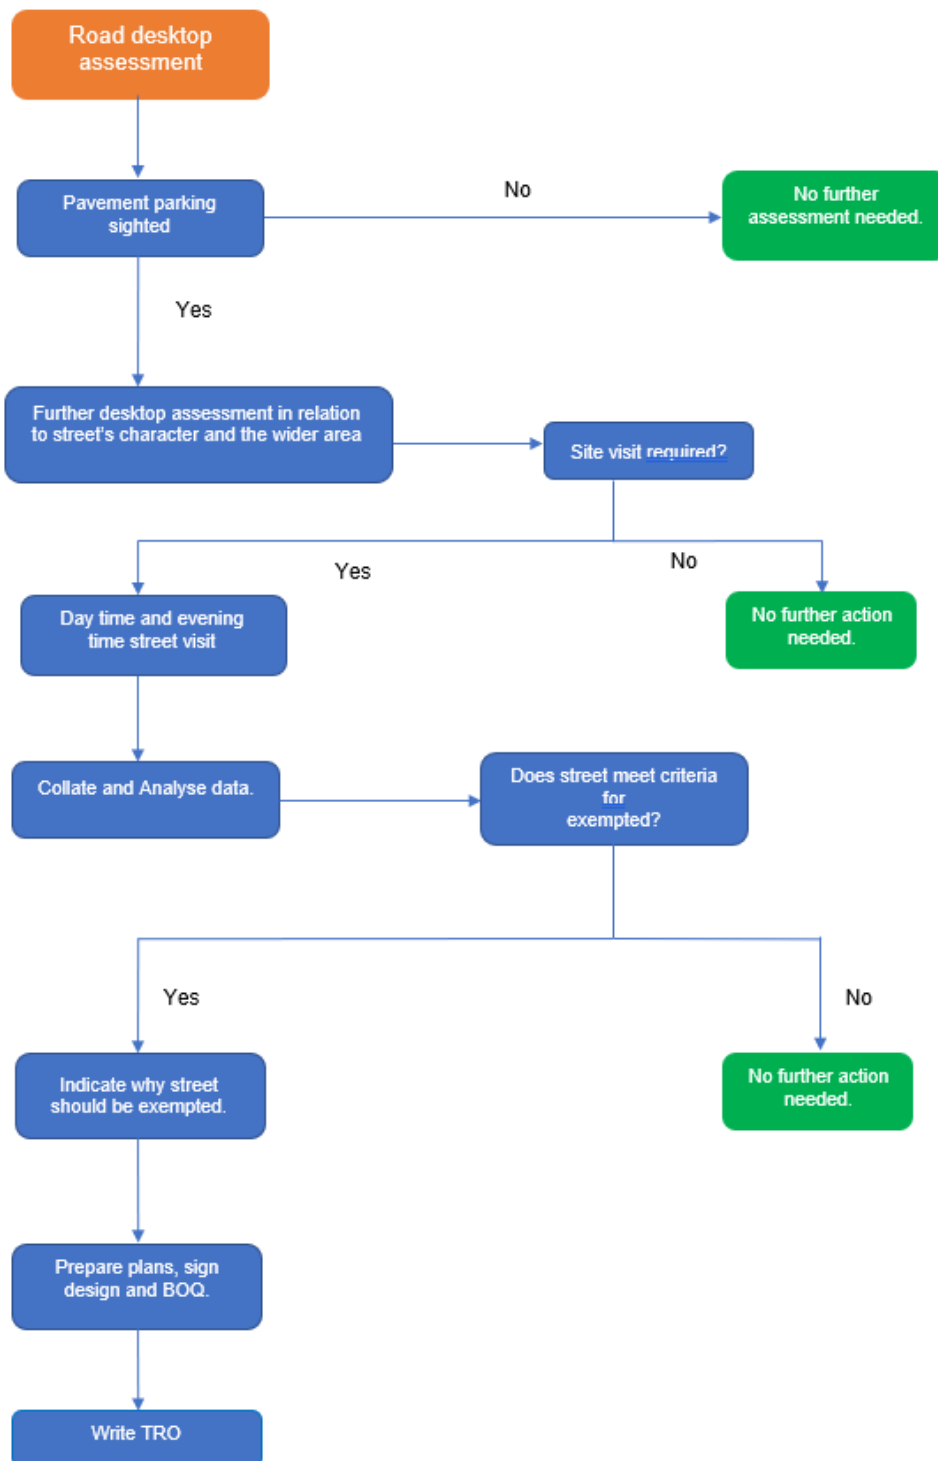 Road desktop
assessment
Pavement parking
sighted
No
No further
assessment needed.
Yes
Further desktop assessment in relation
to street's character and the wider area
Site visit required?
Yes
No
Day time and evening
time street visit
No further action
needed.
Collate and Analyse data.
Does street meet criteria
for
exempted?
Yes
No
Indicate why street
should be exempted.
No further action
needed.
Prepare plans, sign
design and BOQ.
Write TRO